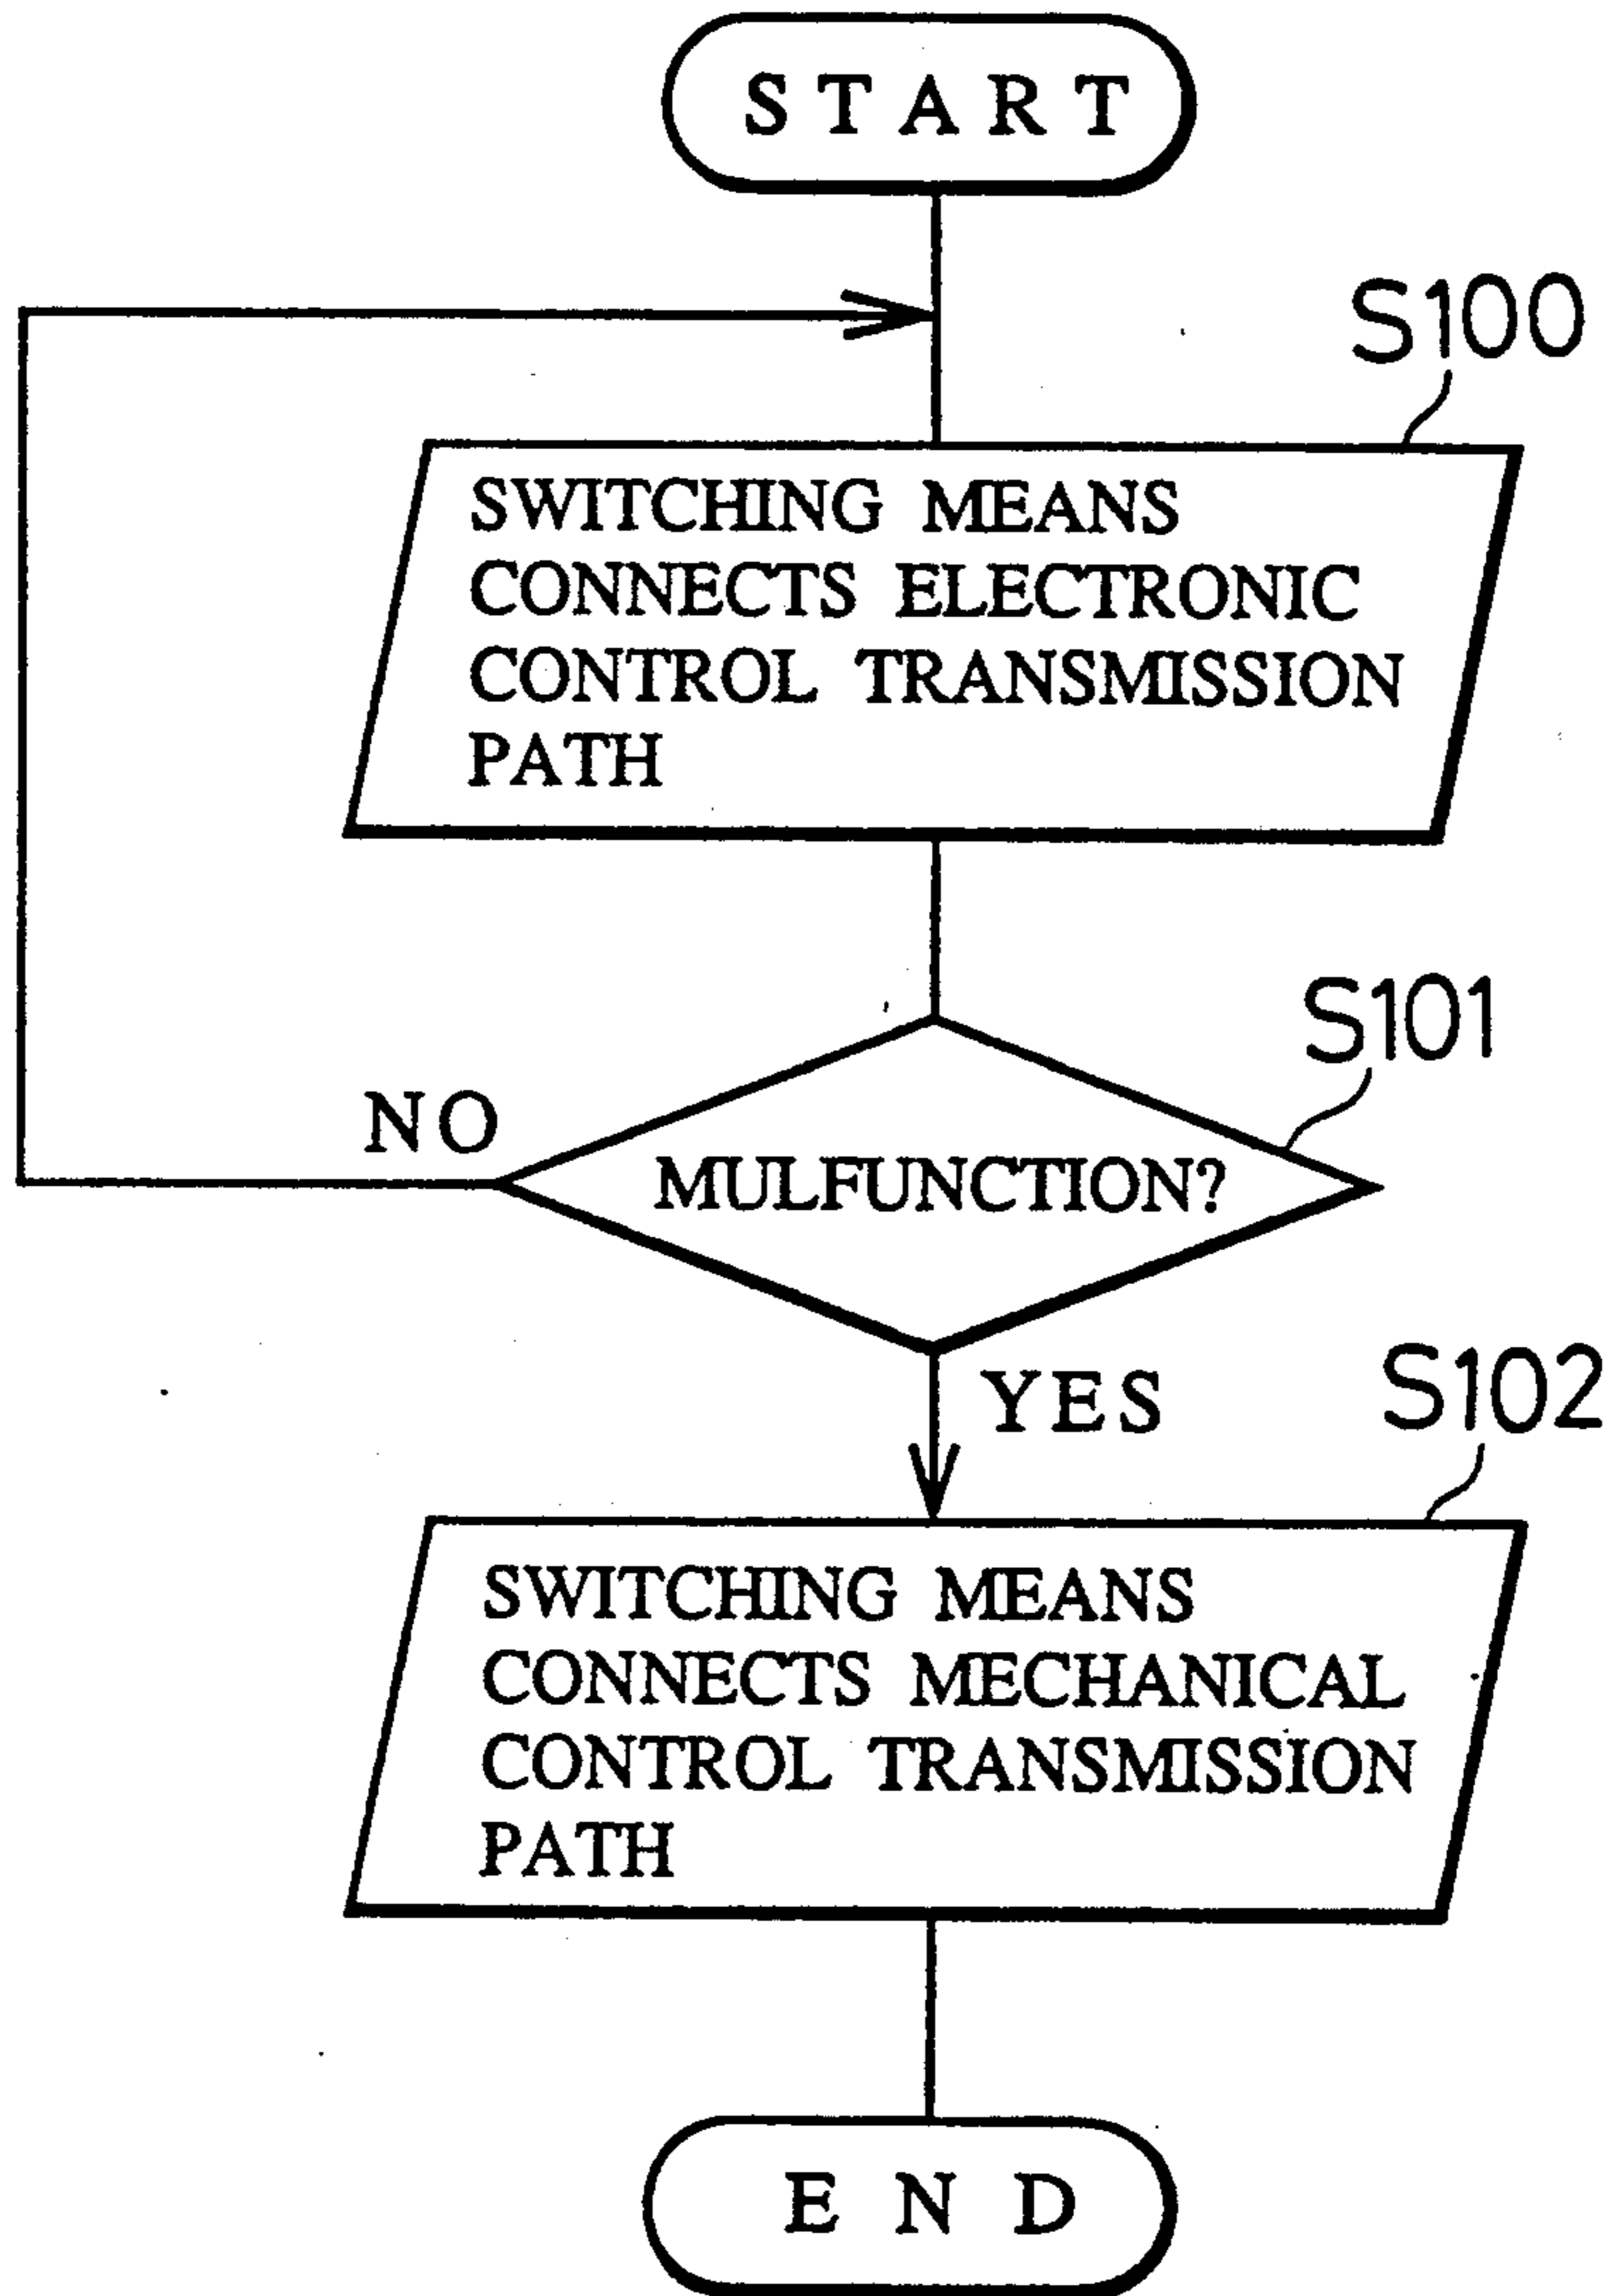 START
S100
SWITCHING MEANS
CONNECTS ELECTRONIC
CONTROL TRANSMISSION
PATH
S101
NO
MULFUNCTION?
YES
S102
SWITCHING MEANS
CONNECTS MECHANICAL
CONTROL TRANSMISSION
PATH
END